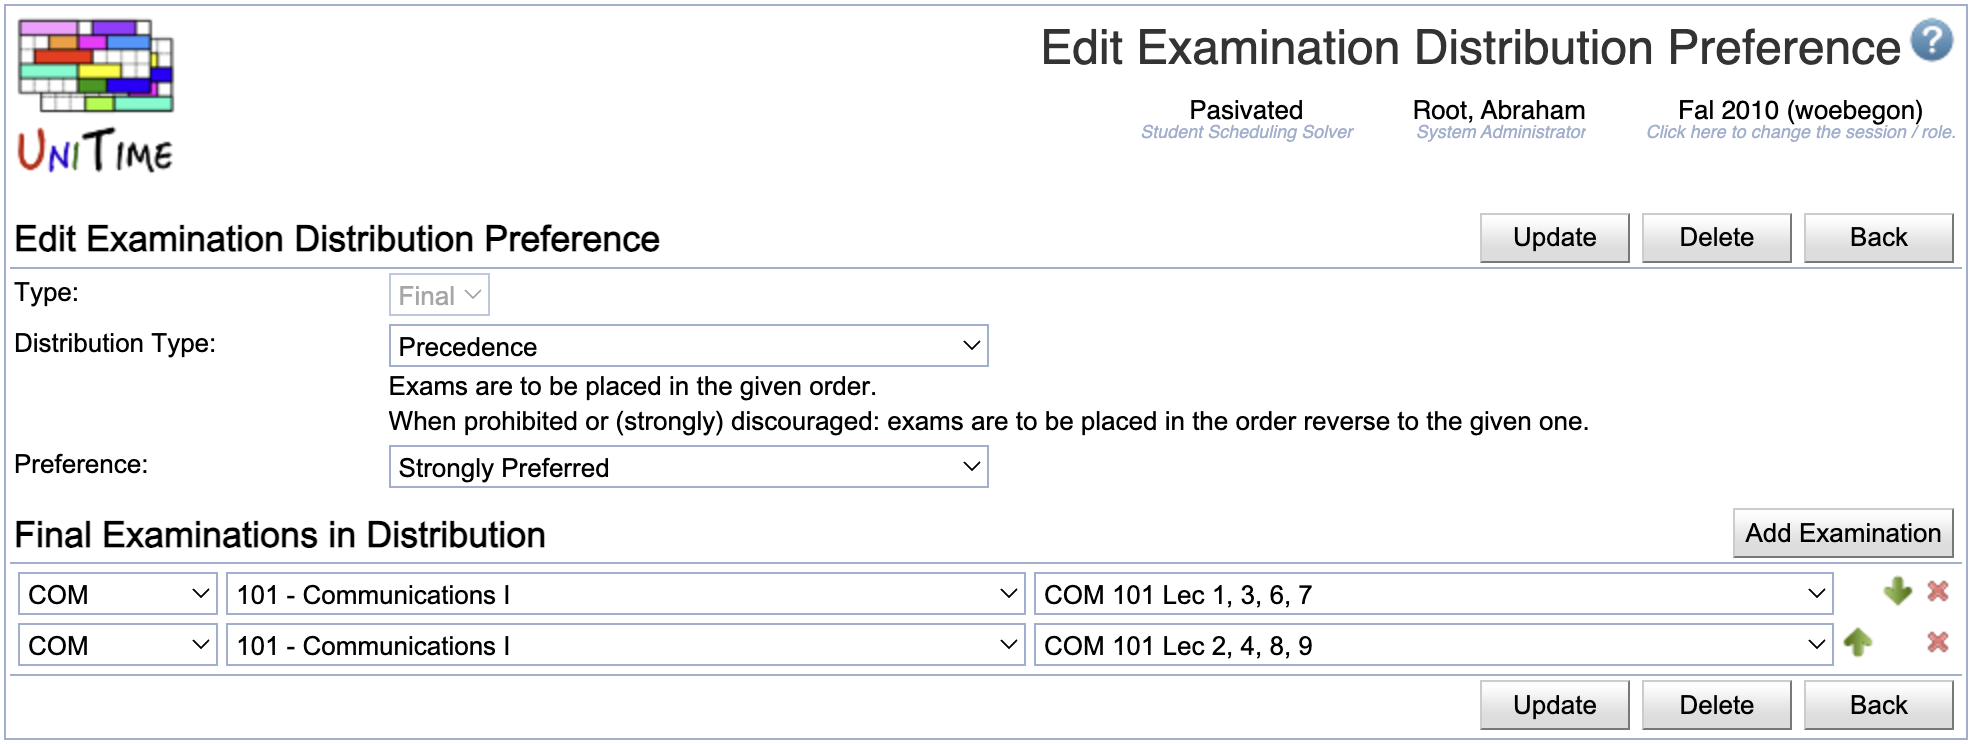 UNITIME
Edit Examination Distribution Preference ?
Pasivated Root, Abraham Fal 2010 (woebegon)
Student Scheduling Solver System Administrator Click here to change the session / role.
Edit Examination Distribution Preference Update Delete Back
Type: Final
Distribution Type: Precedence
Exams are to be placed in the given order.
When prohibited or (strongly) discouraged: exams are to be placed in the order reverse to the given one.
Preference: Strongly Preferred
Final Examinations in Distribution Add Examination
COM 101 - Communications I COM 101 Lec 1, 3, 6, 7
COM 101 - Communications I COM 101 Lec 2, 4, 8, 9
Update Delete Back